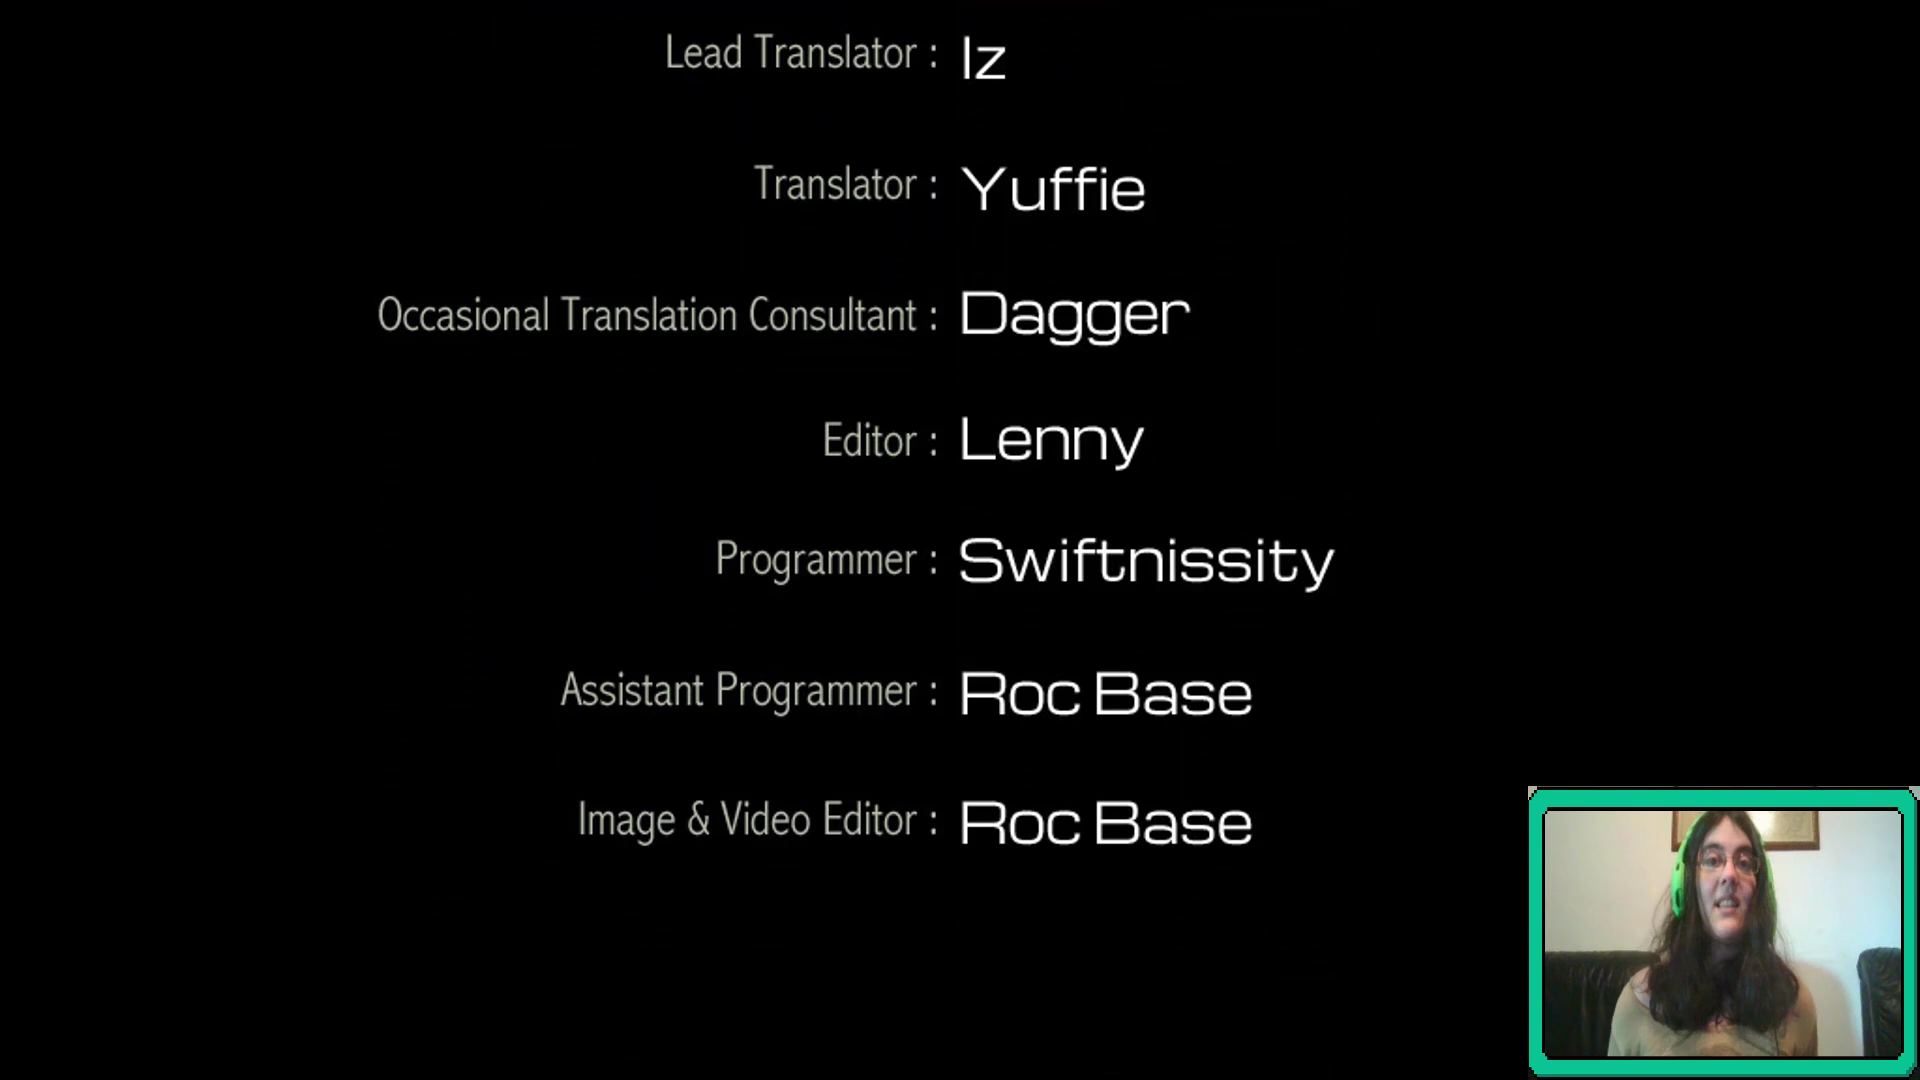 Lead Translator : Iz
Translator : Yuffie
Occasional Translation Consultant : Dagger
Editor : Lenny
Programmer : Swiftnissity
Assistant Programmer : Roc Base
Image & Video Editor : Roc Base